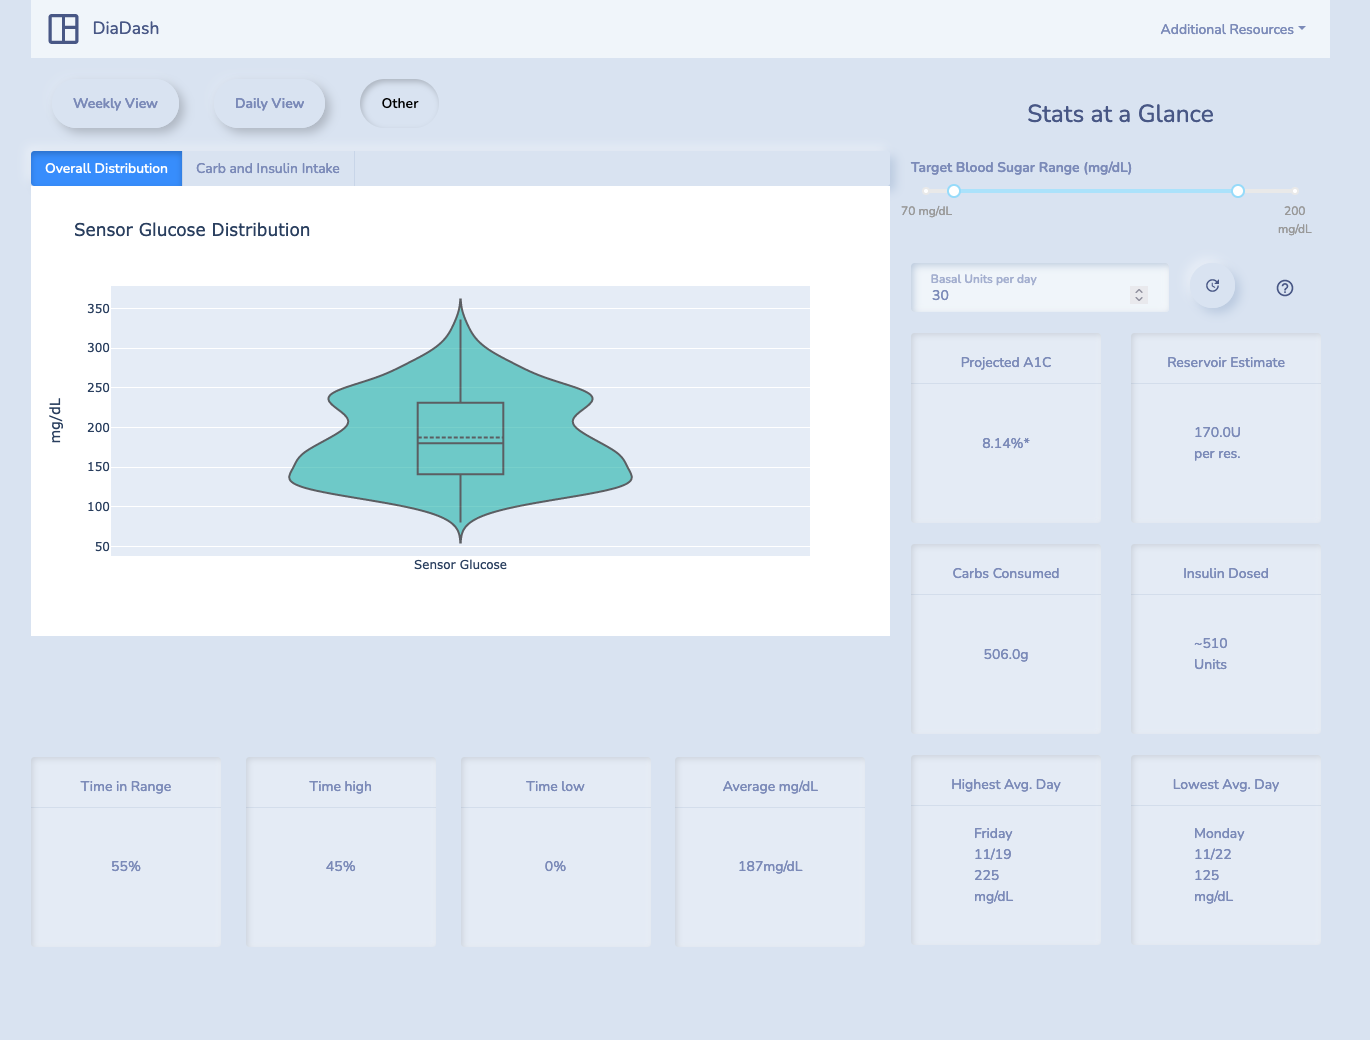 DiaDash
Additional Resources
Weekly View
Daily View
Other
Stats at a Glance
Overall Distribution
Carb and Insulin Intake
Target Blood Sugar Range (mg/dL)
70 mg/dL
200
mg/dL
Sensor Glucose Distribution
Basal Units per day
30
350
300
250
200
150
100
50
mg/dL
Sensor Glucose
Projected A1C
8.14%*
Reservoir Estimate
170.0U
per res.
Carbs Consumed
506.0g
Insulin Dosed
~510
Units
Time in Range
55%
Time high
45%
Time low
0%
Average mg/dL
187mg/dL
Highest Avg. Day
Friday
11/19
225
mg/dL
Lowest Avg. Day
Monday
11/22
125
mg/dL